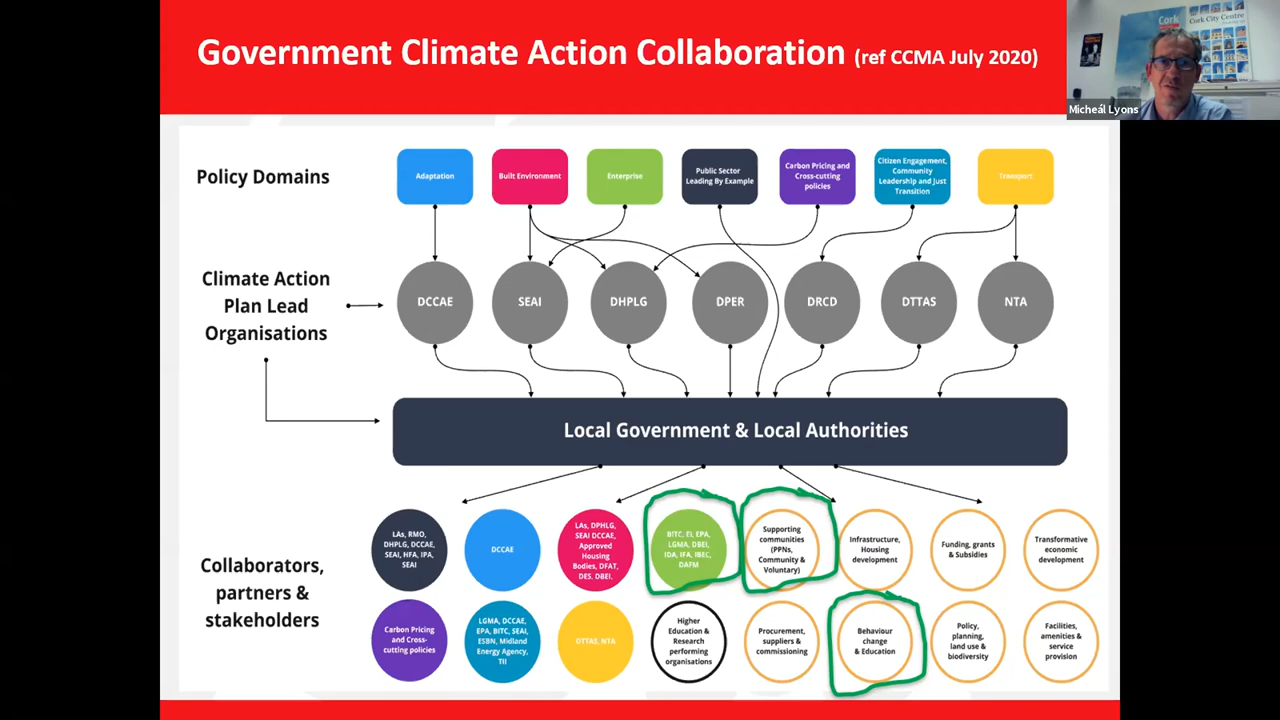 Government Climate Action Collaboration (ref CCMA July 2020)
Cork
Cork City Centre
Micheál Lyons
Policy Domains
Adaptation
Built Environment
Enterprise
Public Sector
Leading By Example
Carbon Pricing and
Cross-cutting
policies
Citizen Engagement,
Community
Leadership and Just
Transition
Transport
Climate Action
Plan Lead
Organisations
DCCAE
SEAI
DHPLG
DPER
DRCD
DTTAS
NTA
Local Government & Local Authorities
Collaborators,
partners &
stakeholders
LAs, RMO,
DHPLG, DCCAE,
SEAI, HFA, IPA,
SEAI
DCCAE
LAs, DPHLG,
SEAI DCCAE,
Approved
Housing
Bodies, DFAT,
DES. DBEI,
BITC, EI, EPA,
LGMA, DBEI,
IDA, IFA, IBEC,
DAFM
Supporting
communities
(PPNs,
Community &
Voluntary)
Infrastructure,
Housing
development
Funding, grants
& Subsidies
Transformative
economic
development
Carbon Pricing
and Cross-
cutting policies
LGMA, DCCAE,
EPA, BITC, SEAI,
ESBN, Midland
Energy Agency,
TII
DTTAS, NTA
Higher
Education &
Research
performing
organisations
Procurement,
suppliers &
commissioning
Behaviour
change
& Education
Policy,
planning,
land use &
biodiversity
Facilities,
amenities &
service
provision